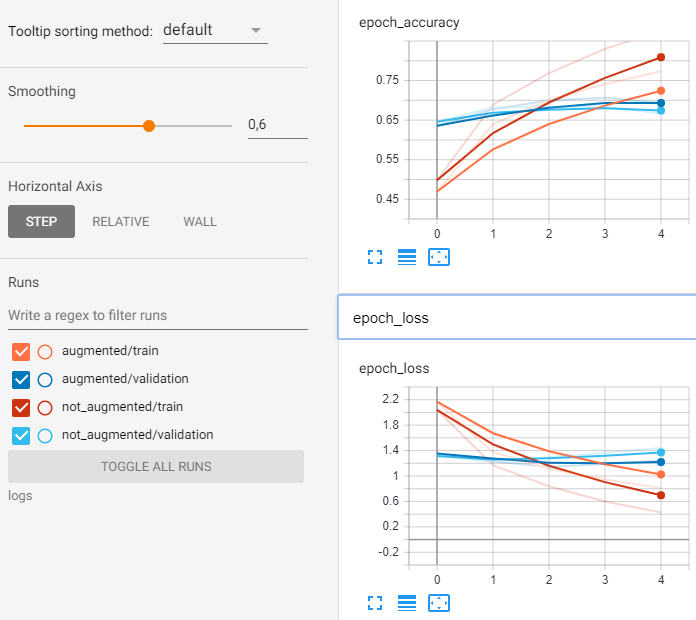 Tooltip sorting method: default
Smoothing
0,6
Horizontal Axis
STEP RELATIVE WALL
Runs
Write a regex to filter runs
augmented/train
augmented/validation
not_augmented/train
not_augmented/validation
TOGGLE ALL RUNS
logs
epoch_accuracy
0.75
0.65
0.55
0.45
0 1 2 3 4
epoch_loss
epoch_loss
2.2
1.8
1.4
1
0.6
0.2
-0.2
0 1 2 3 4